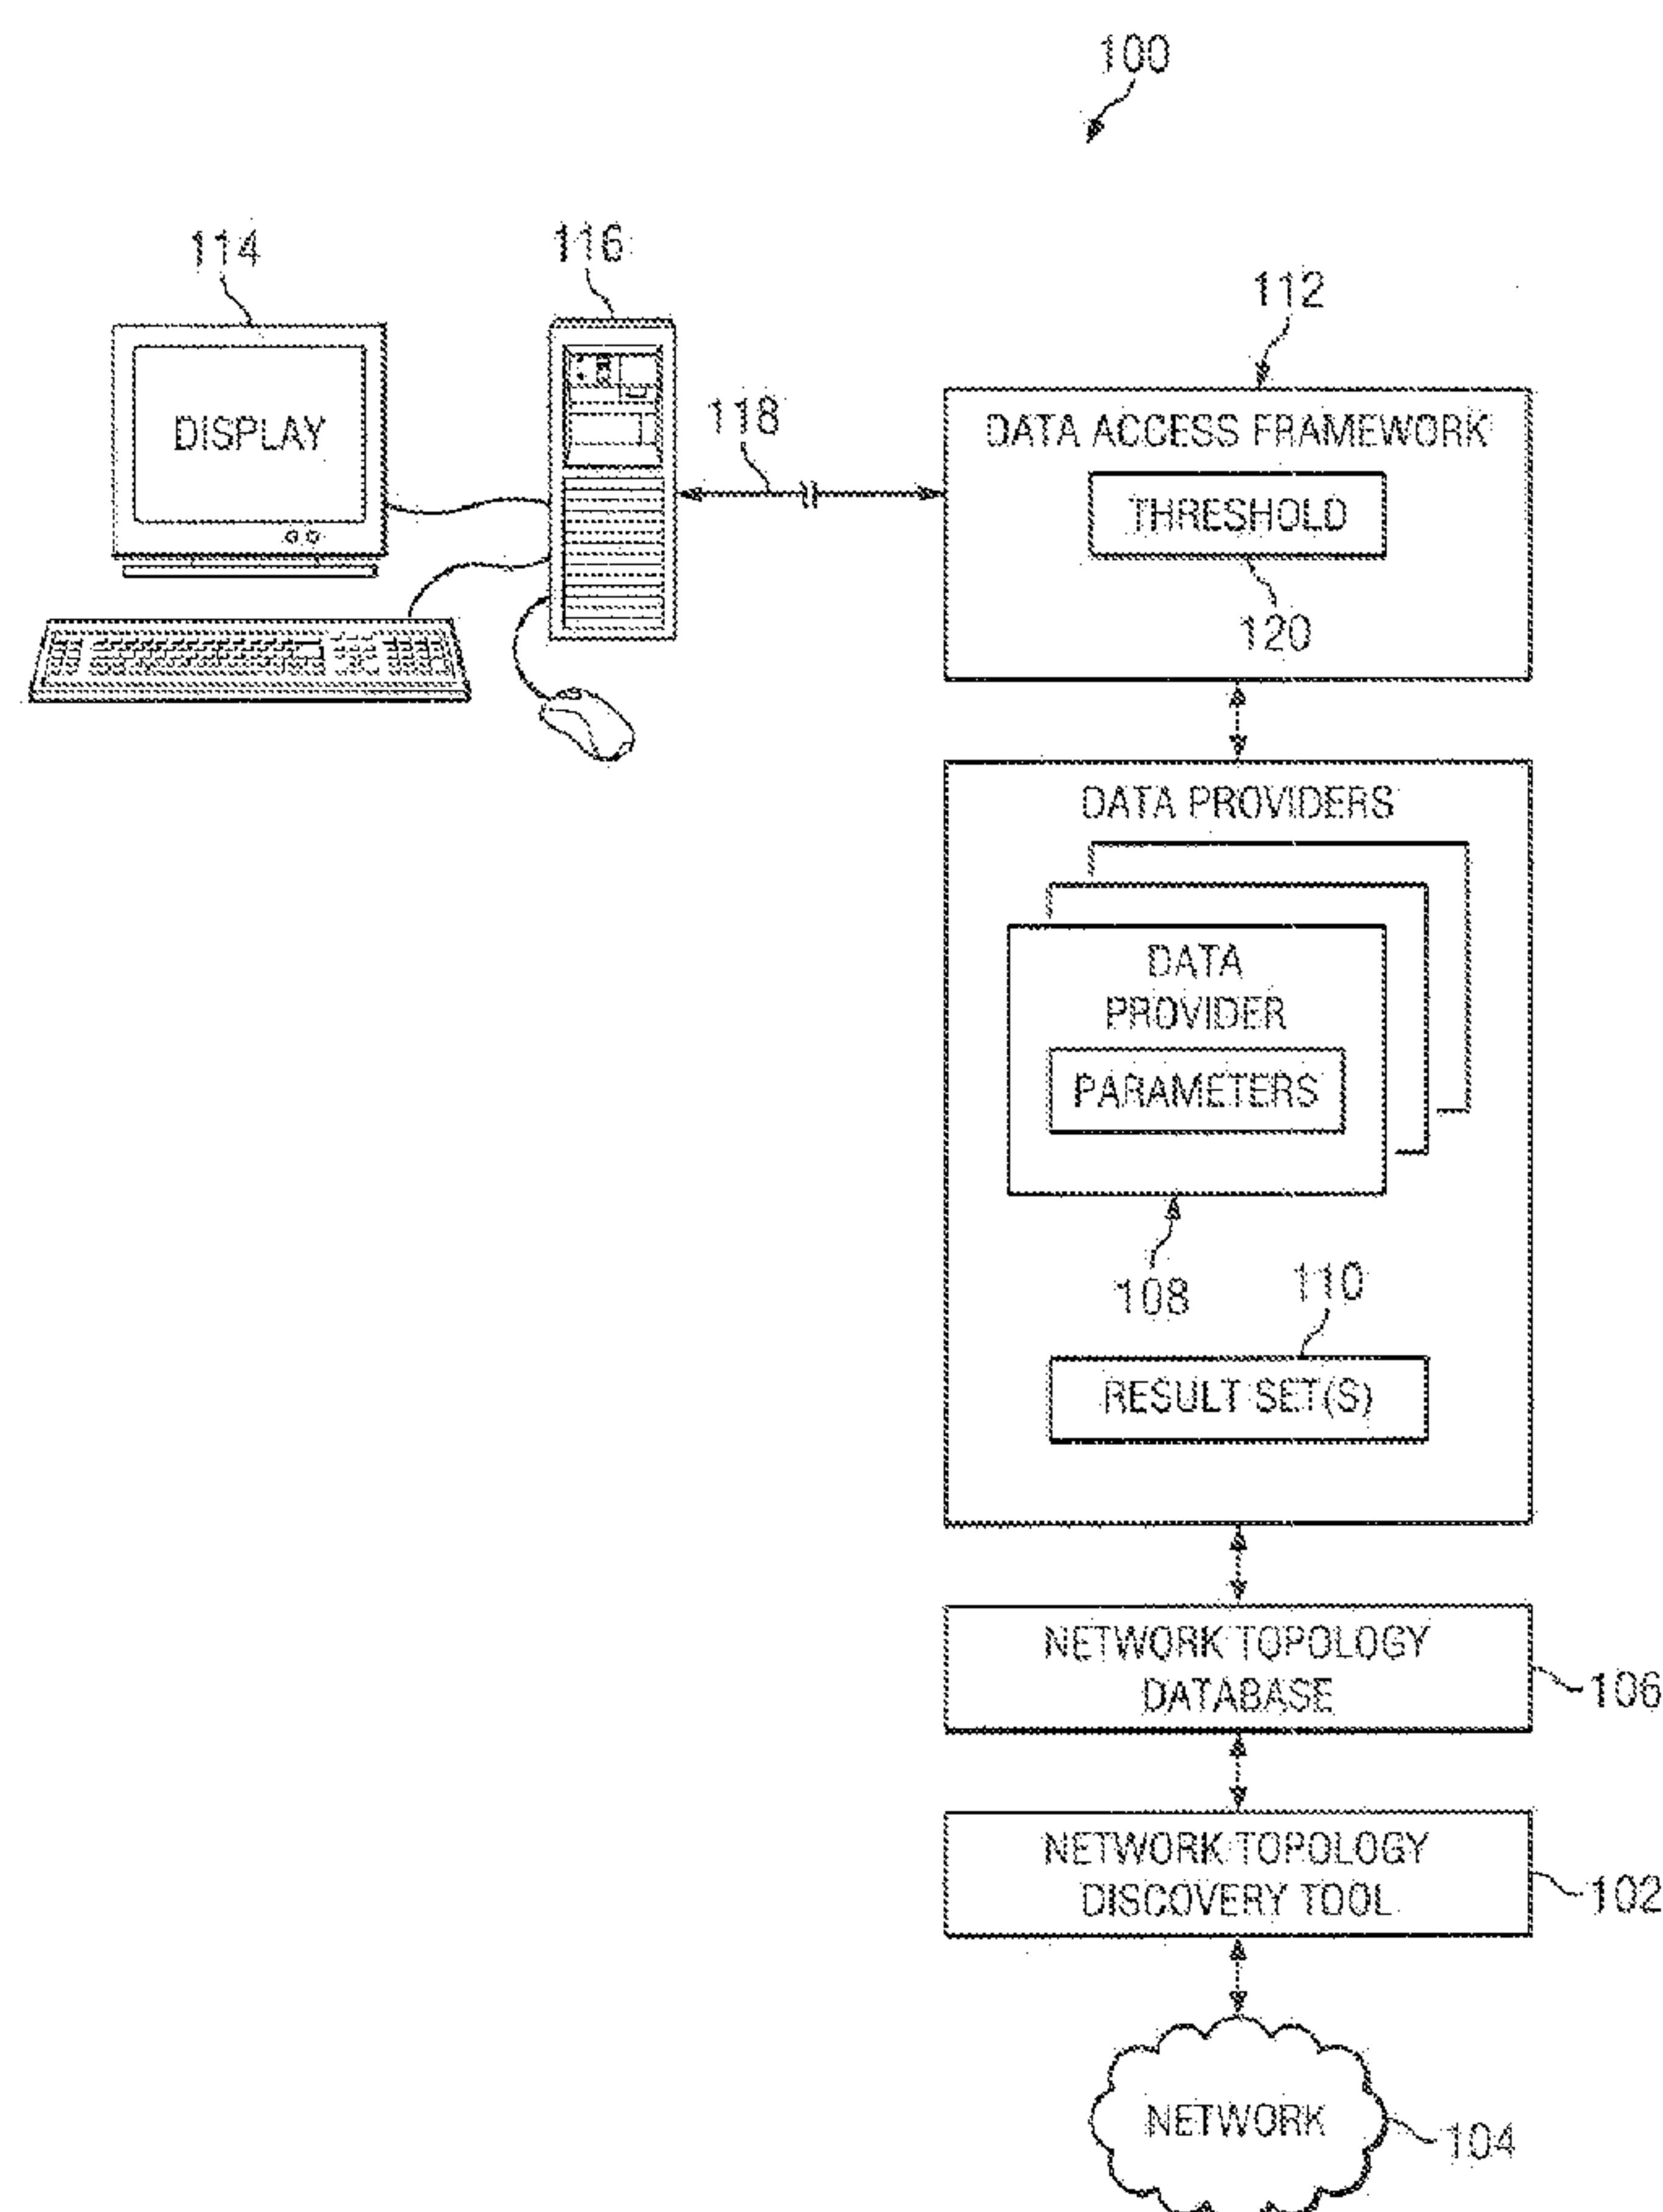 100
114
116
112
118
DISPLAY
DATA ACCESS FRAMEWORK
THRESHOLD
120
DATA PROVIDERS
DATA
PROVIDER
PARAMETERS
108
110
RESULT SET(S)
NETWORK TOPOLOGY
DATABASE
106
NETWORK TOPOLOGY
DISCOVERY TOOL
102
NETWORK
104